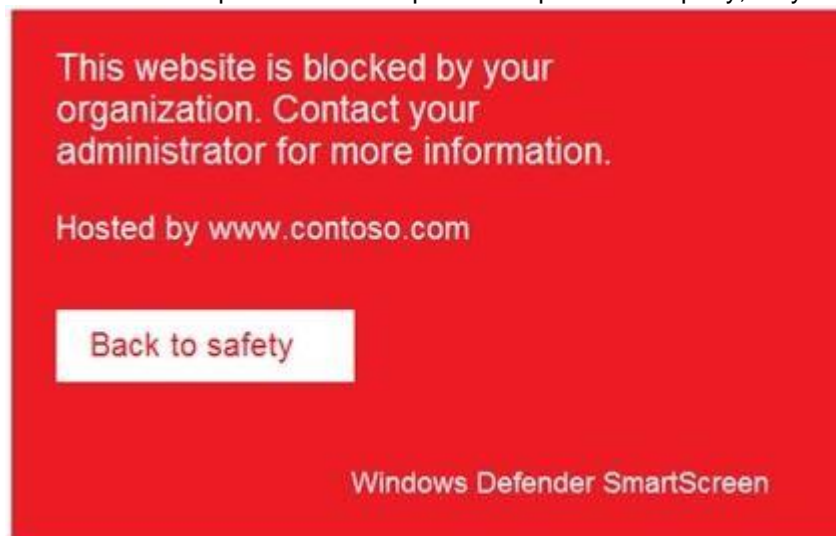 This website is blocked by your
organization. Contact your
administrator for more information.
Hosted by www.contoso.com
Back to safety
Windows Defender SmartScreen